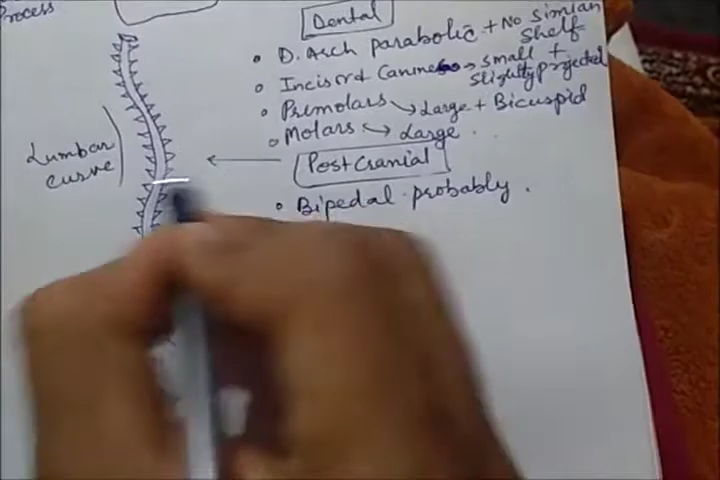 Process
Dental
• D. Arch parabolic + No Simian
Shelf
• Incisor & Canine → small +
Slightly projected
• Premolars → Large + Bicuspid
• Molars → Large
Lumbar
curve
Post Cranial
• Bipedal probably.